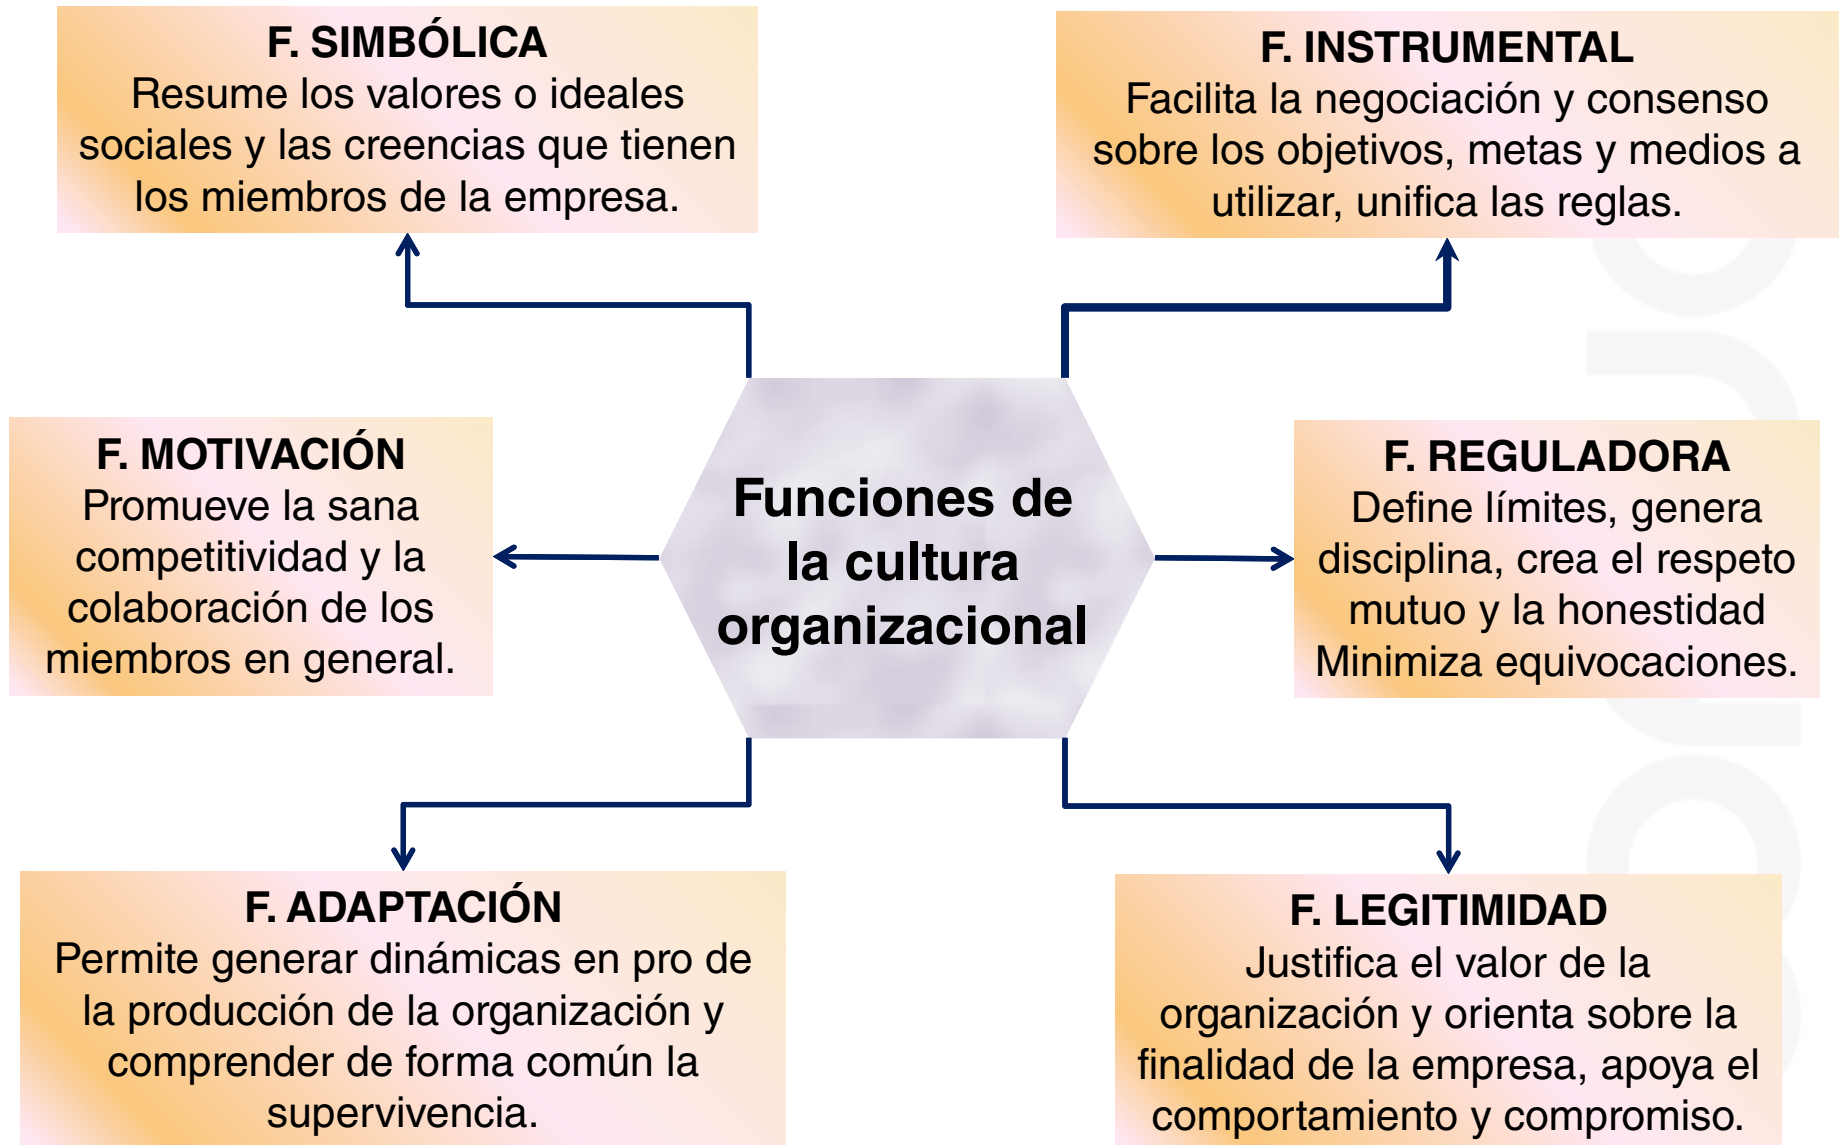 F. SIMBÓLICA
Resume los valores o ideales
sociales y las creencias que tienen
los miembros de la empresa.
F. INSTRUMENTAL
Facilita la negociación y consenso
sobre los objetivos, metas y medios a
utilizar, unifica las reglas.
F. MOTIVACIÓN
Promueve la sana
competitividad y la
colaboración de los
miembros en general.
Funciones de
la cultura
organizacional
F. REGULADORA
Define límites, genera
disciplina, crea el respeto
mutuo y la honestidad
Minimiza equivocaciones.
F. ADAPTACIÓN
Permite generar dinámicas en pro de
la producción de la organización y
comprender de forma común la
supervivencia.
F. LEGITIMIDAD
Justifica el valor de la
organización y orienta sobre la
finalidad de la empresa, apoya el
comportamiento y compromiso.